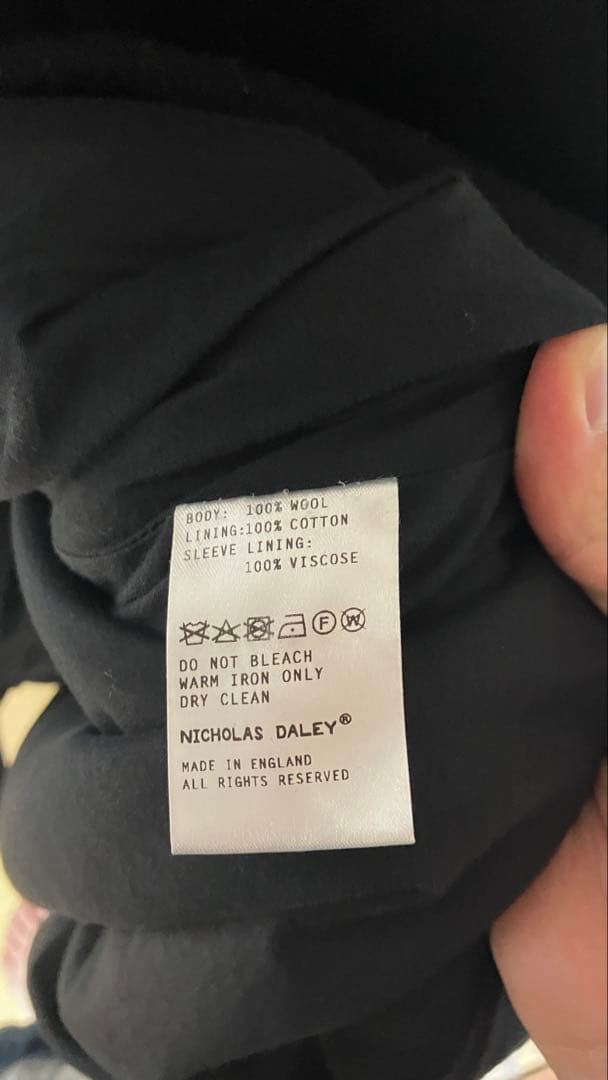 BODY: 100% WOOL
LINING:100% COTTON
SLEEVE LINING:
100% VISCOSE
F W
DO NOT BLEACH
WARM IRON ONLY
DRY CLEAN
NICHOLAS DALEY®
MADE IN ENGLAND
ALL RIGHTS RESERVED